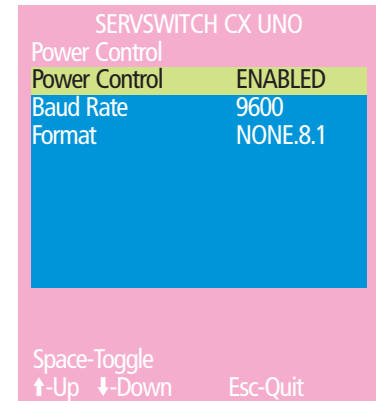 SERVSWITCH CX UNO
Power Control
Power Control ENABLED
Baud Rate 9600
Format NONE.8.1
Space-Toggle
⬆-Up ⬇-Down Esc-Quit